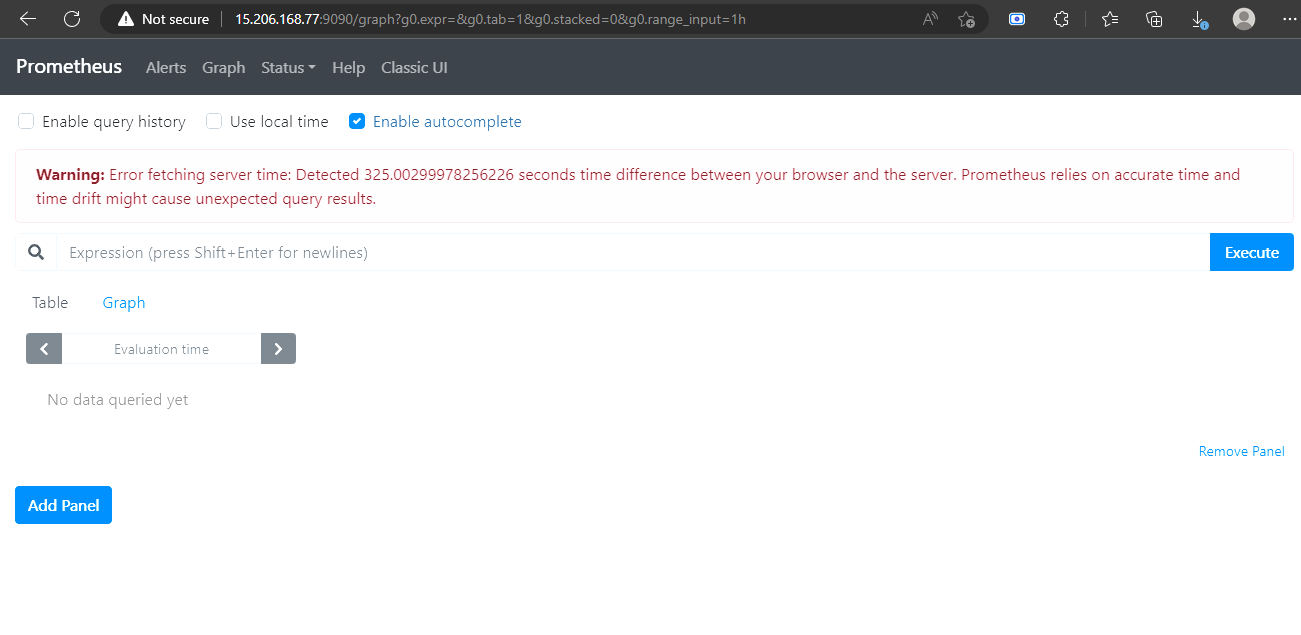 Not secure 15.206.168.77:9090/graph?g0.expr=&g0.tab=1&g0.stacked=0&g0.range_input=1h
Prometheus Alerts Graph Status Help Classic UI
Enable query history Use local time Enable autocomplete
Warning: Error fetching server time: Detected 325.00299978256226 seconds time difference between your browser and the server. Prometheus relies on accurate time and
time drift might cause unexpected query results.
Expression (press Shift+Enter for newlines) Execute
Table Graph
Evaluation time
No data queried yet
Remove Panel
Add Panel